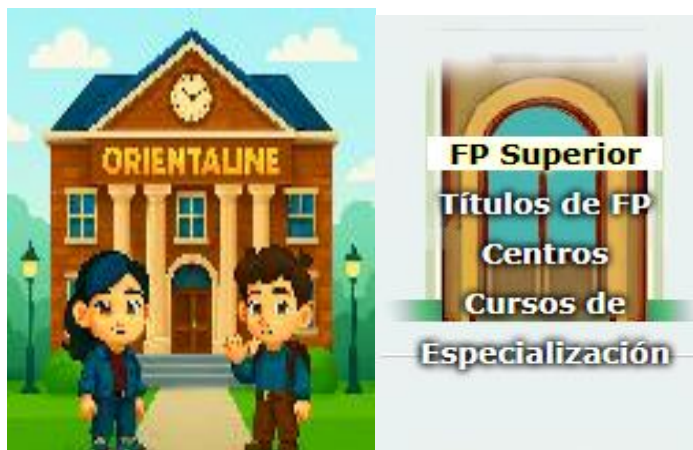 ORIENTALINE
FP Superior
Títulos de FP
Centros
Cursos de
Especialización